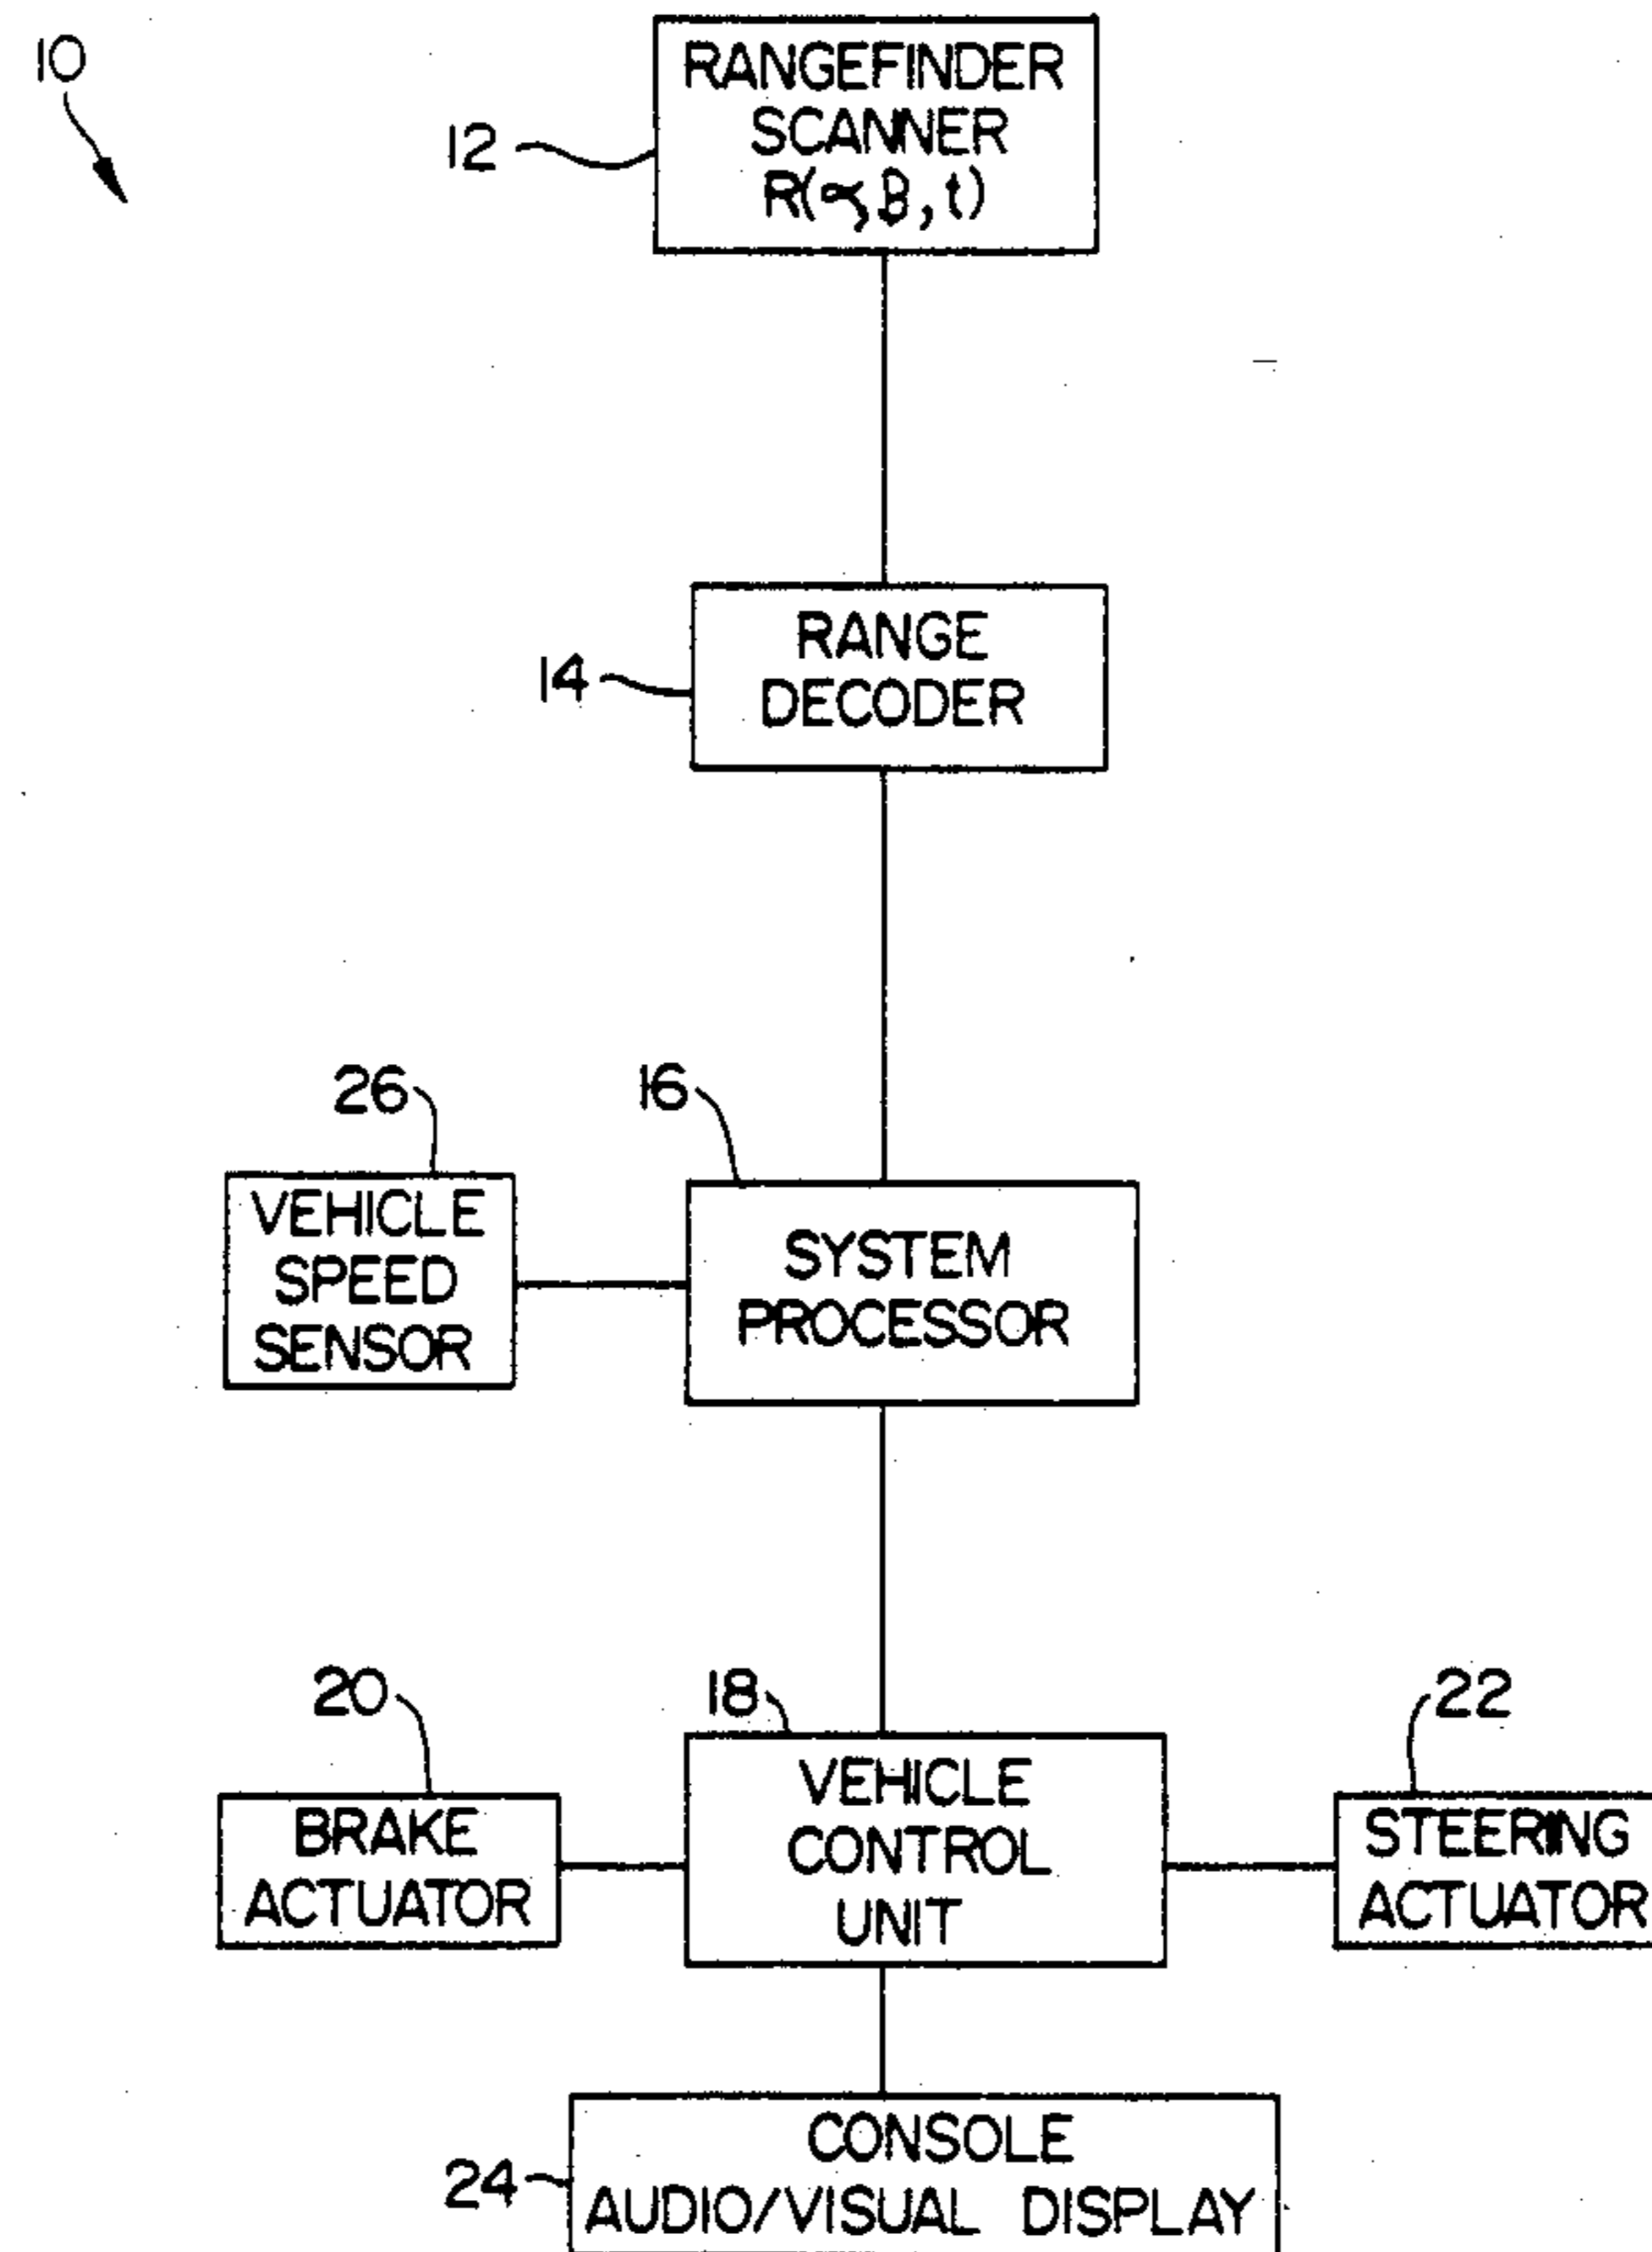 10
RANGEFINDER
SCANNER
R(α,B,t)
12
RANGE
DECODER
14
26
16
VEHICLE
SPEED
SENSOR
SYSTEM
PROCESSOR
20
18
22
BRAKE
ACTUATOR
VEHICLE
CONTROL
UNIT
STEERING
ACTUATOR
24
CONSOLE
AUDIO/VISUAL DISPLAY